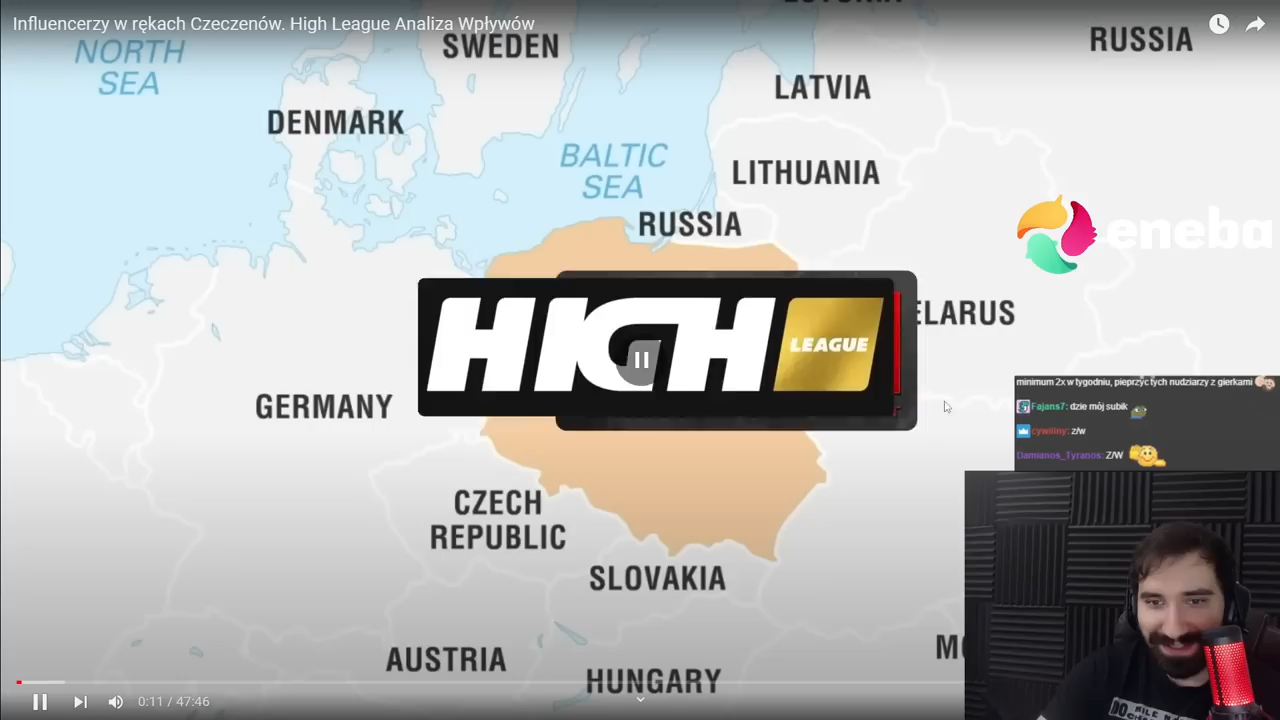 Influencerzy w rękach Czeczenów. High League Analiza Wpływów
NORTH
SEA
SWEDEN
RUSSIA
LATVIA
DENMARK
BALTIC
SEA
LITHUANIA
RUSSIA
eneba
HIGH
LEAGUE
ELARUS
GERMANY
minimum 2x w tygodniu, pieprzyć tych nudziarzy z gierkami
Fajans7: dzie mój subik
cywiliny: z/w
Damianos_Tyranos: Z/W
CZECH
REPUBLIC
SLOVAKIA
AUSTRIA
HUNGARY
0:11 / 47:46